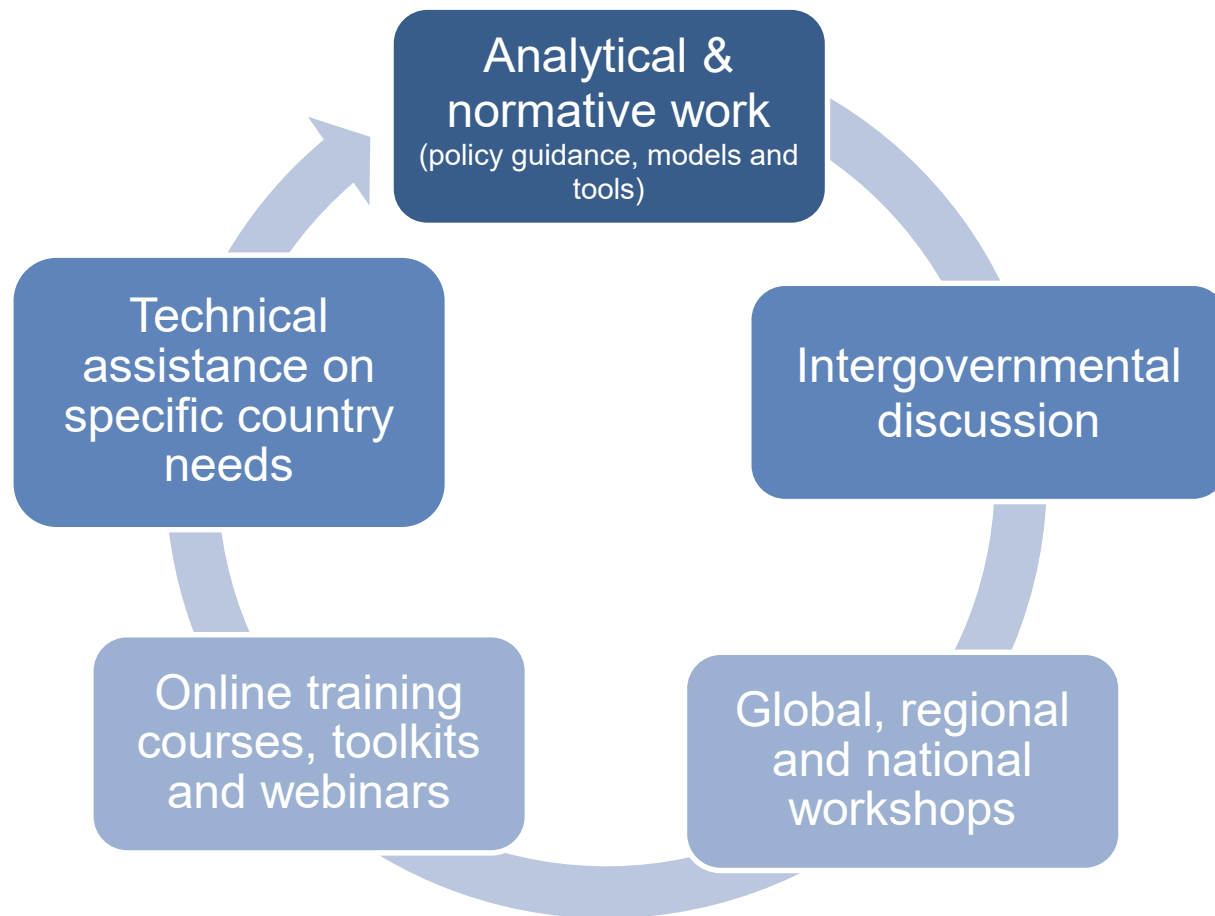 Analytical &
normative work
(policy guidance, models and
tools)
Intergovernmental
discussion
Global, regional
and national
workshops
Online training
courses, toolkits
and webinars
Technical
assistance on
specific country
needs